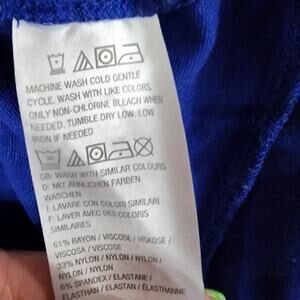 MACHINE WASH COLD GENTLE
CYCLE. WASH WITH LIKE COLORS.
ONLY NON-CHLORINE BLEACH WHEN
NEEDED. TUMBLE DRY LOW. LOW
IRON IF NEEDED
GB: WASH WITH SIMILAR COLOURS
D: MIT ÄHNLICHEN FARBEN
WASCHEN
I: LAVARE CON COLORI SIMILARI
F: LAVER AVEC DES COLORIS
SIMILAIRES
61% RAYON / VISCOSE / VISKOSE /
VISCOSA / VISCOSE
33% NYLON / NYLON / NYLON /
NYLON / NYLON
6% SPANDEX / ELASTANE /
ELASTHAN / ELASTAN / ELASTHANNE